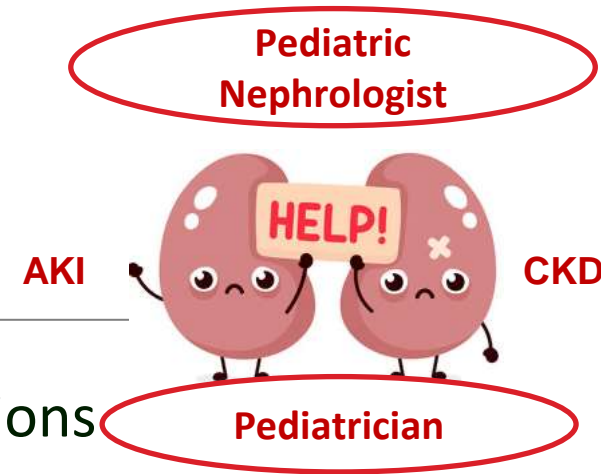 Pediatric
Nephrologist
HELP!
AKI
CKD
ons
Pediatrician